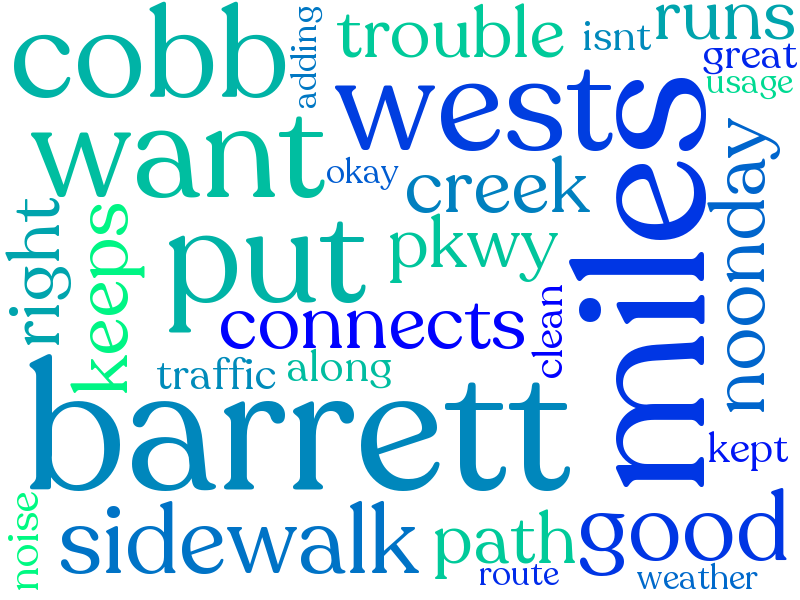 cobb
adding
trouble
isnt
runs
great
usage
want
wests
okay
creek
miles
noonday
right
keeps
put
pkwy
connects
clean
traffic
along
barrett
kept
noise
sidewalk
path
good
route
weather